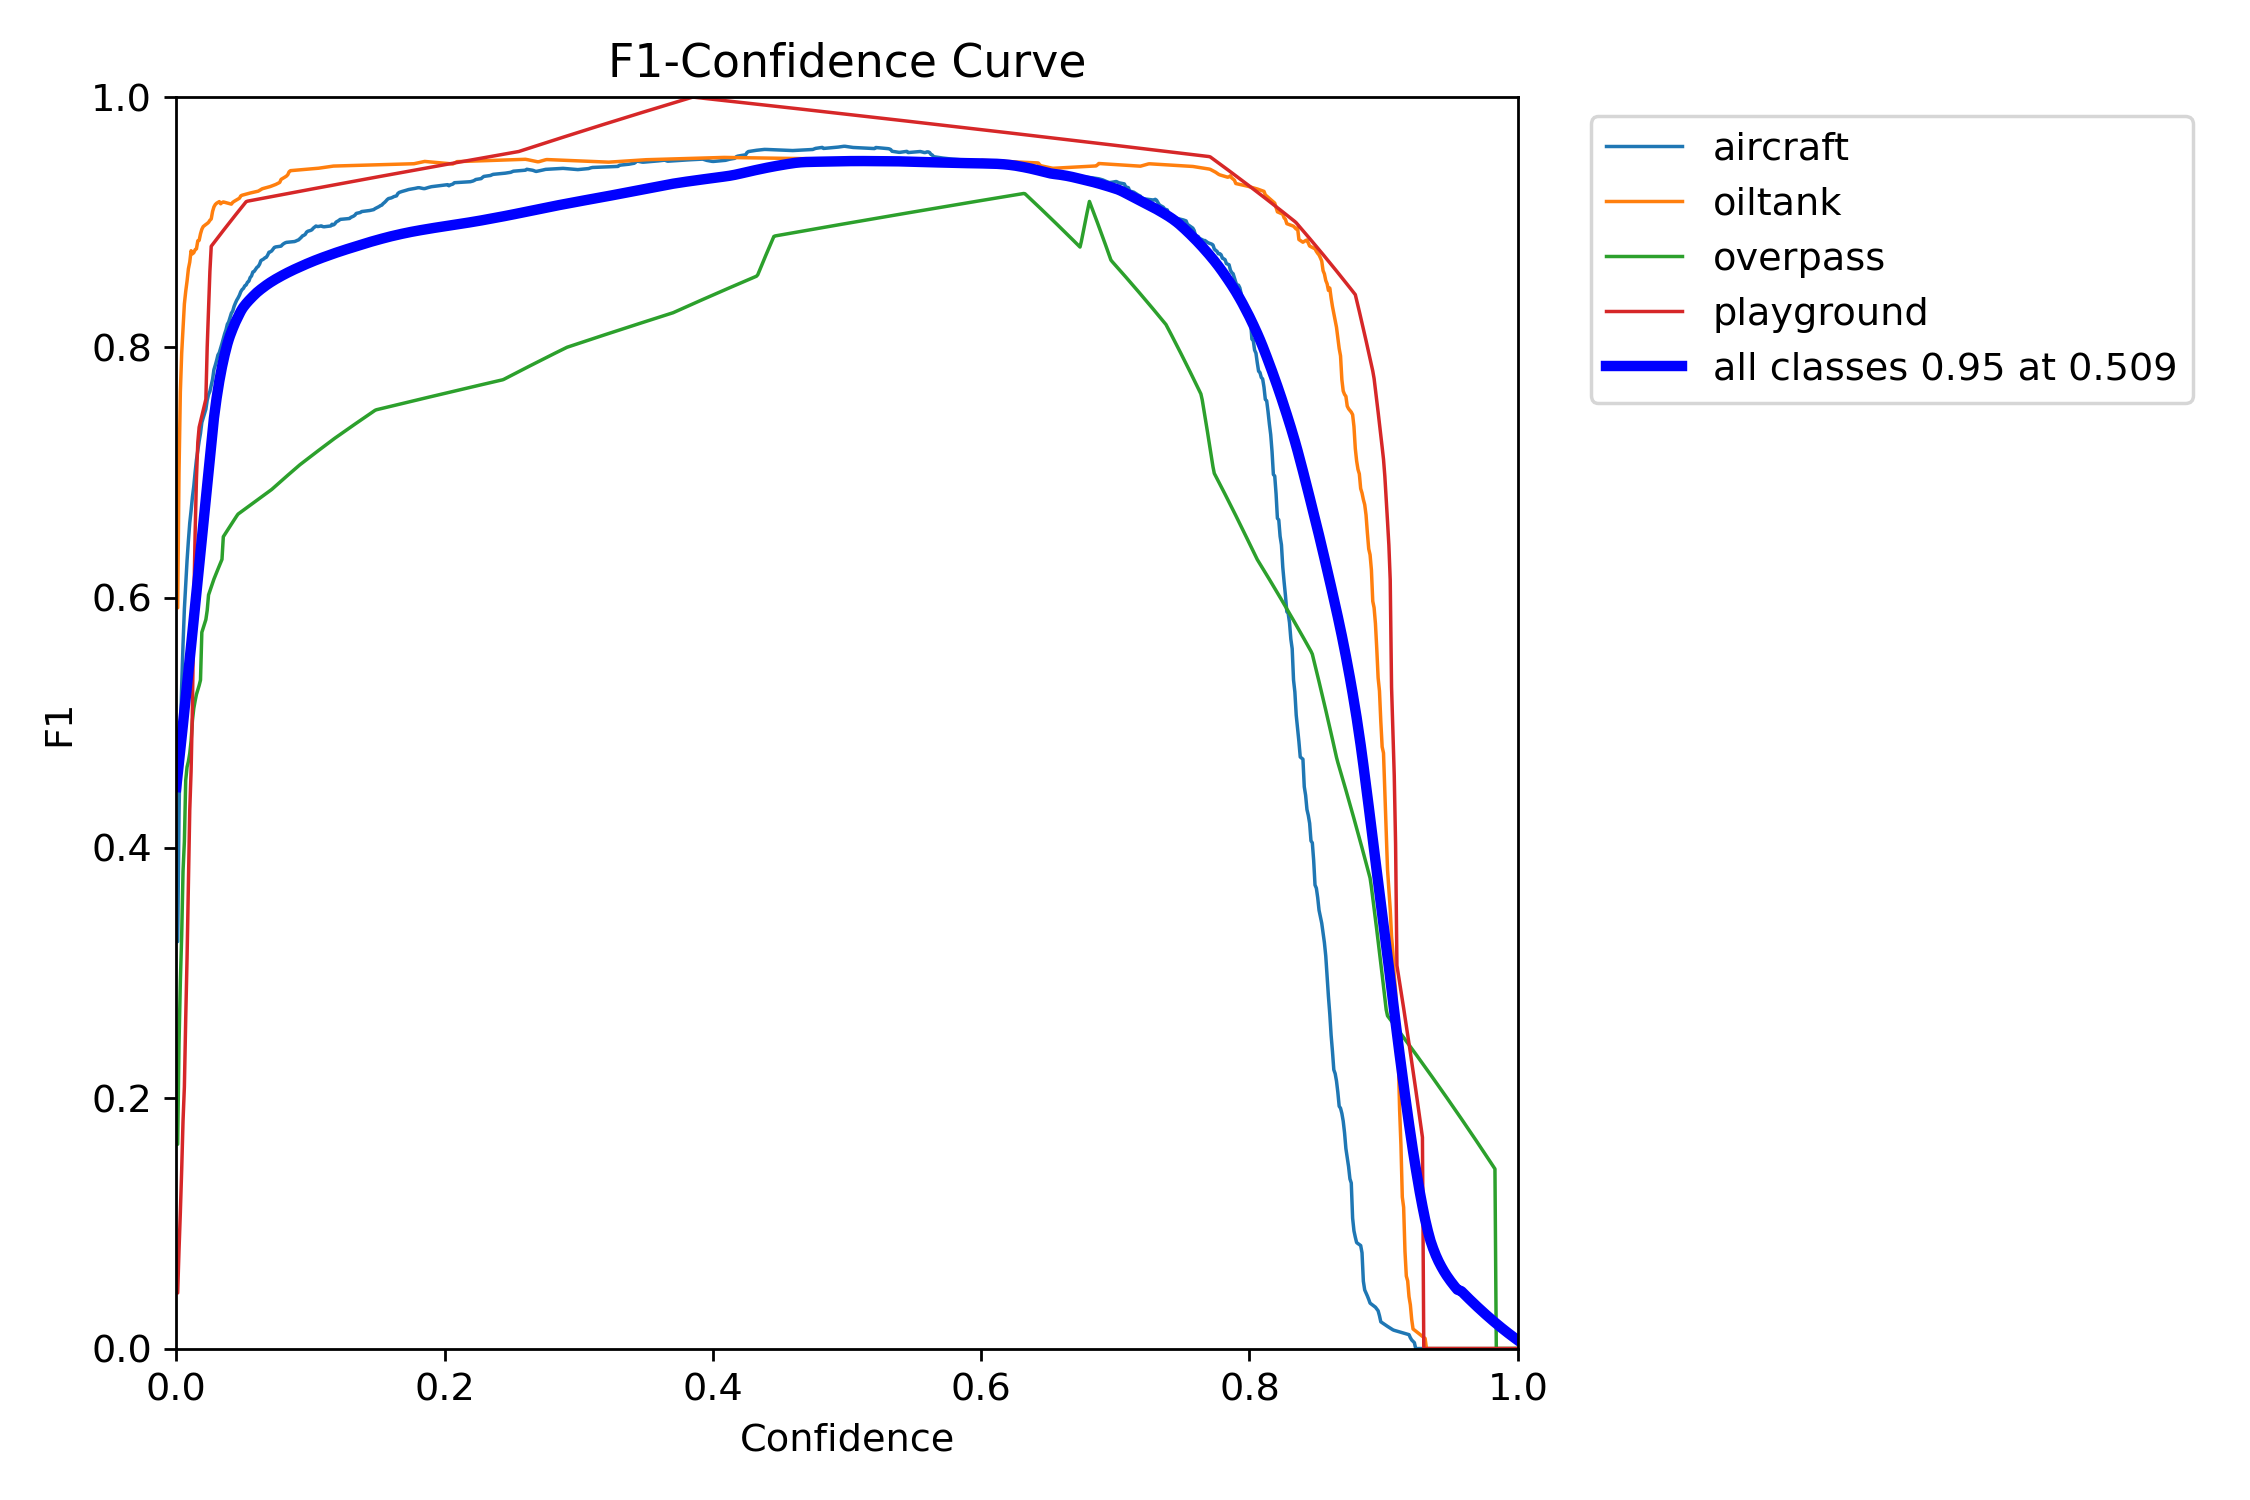 F1-Confidence Curve
1.0
0.8
0.6
0.4
0.2
0.0
F1
0.0 0.2 0.4 0.6 0.8 1.0
Confidence
aircraft
oiltank
overpass
playground
all classes 0.95 at 0.509